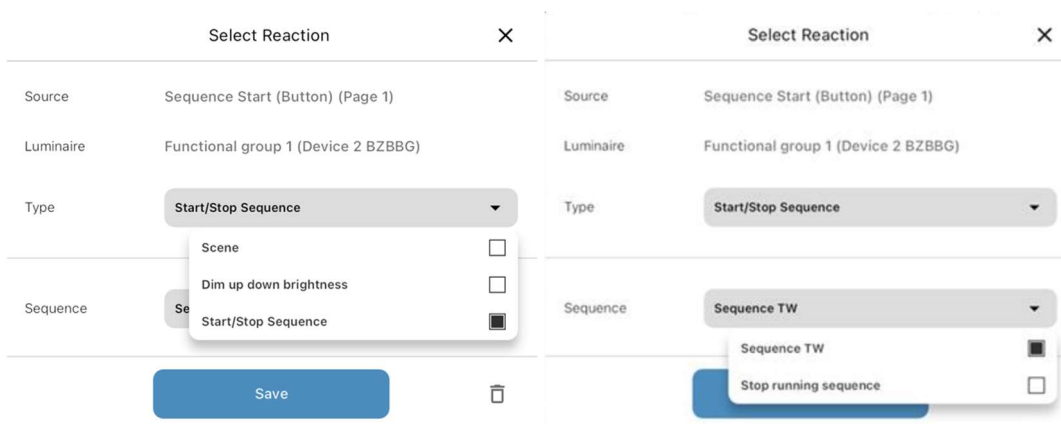 Select Reaction
Source Sequence Start (Button) (Page 1)
Luminaire Functional group 1 (Device 2 BZBBG)
Type Start/Stop Sequence
Scene
Dim up down brightness
Sequence Se
Start/Stop Sequence
Save
Select Reaction
Source Sequence Start (Button) (Page 1)
Luminaire Functional group 1 (Device 2 BZBBG)
Type Start/Stop Sequence
Sequence Sequence TW
Sequence TW
Stop running sequence